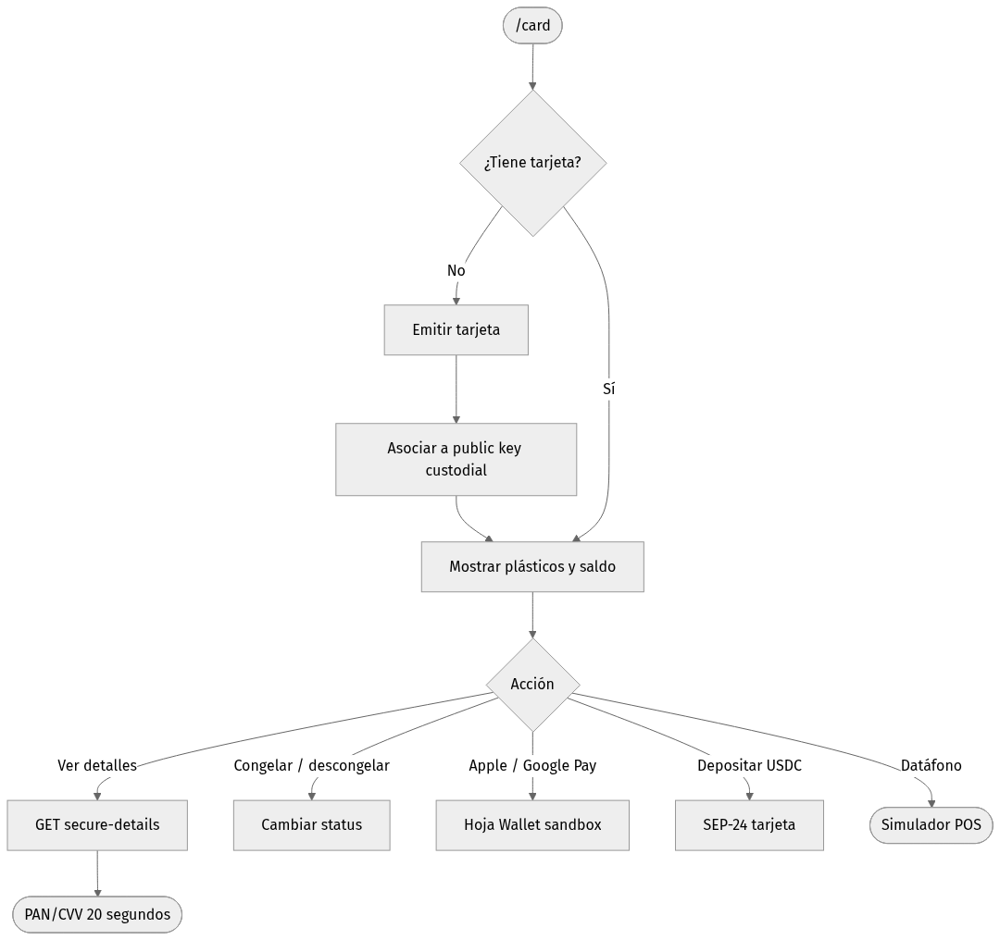 /card
¿Tiene tarjeta?
No
Emitir tarjeta
Sí
Asociar a public key
custodial
Mostrar plásticos y saldo
Acción
Ver detalles
Congelar / descongelar
Apple / Google Pay
Depositar USDC
Datáfono
GET secure-details
Cambiar status
Hoja Wallet sandbox
SEP-24 tarjeta
Simulador POS
PAN/CVV 20 segundos